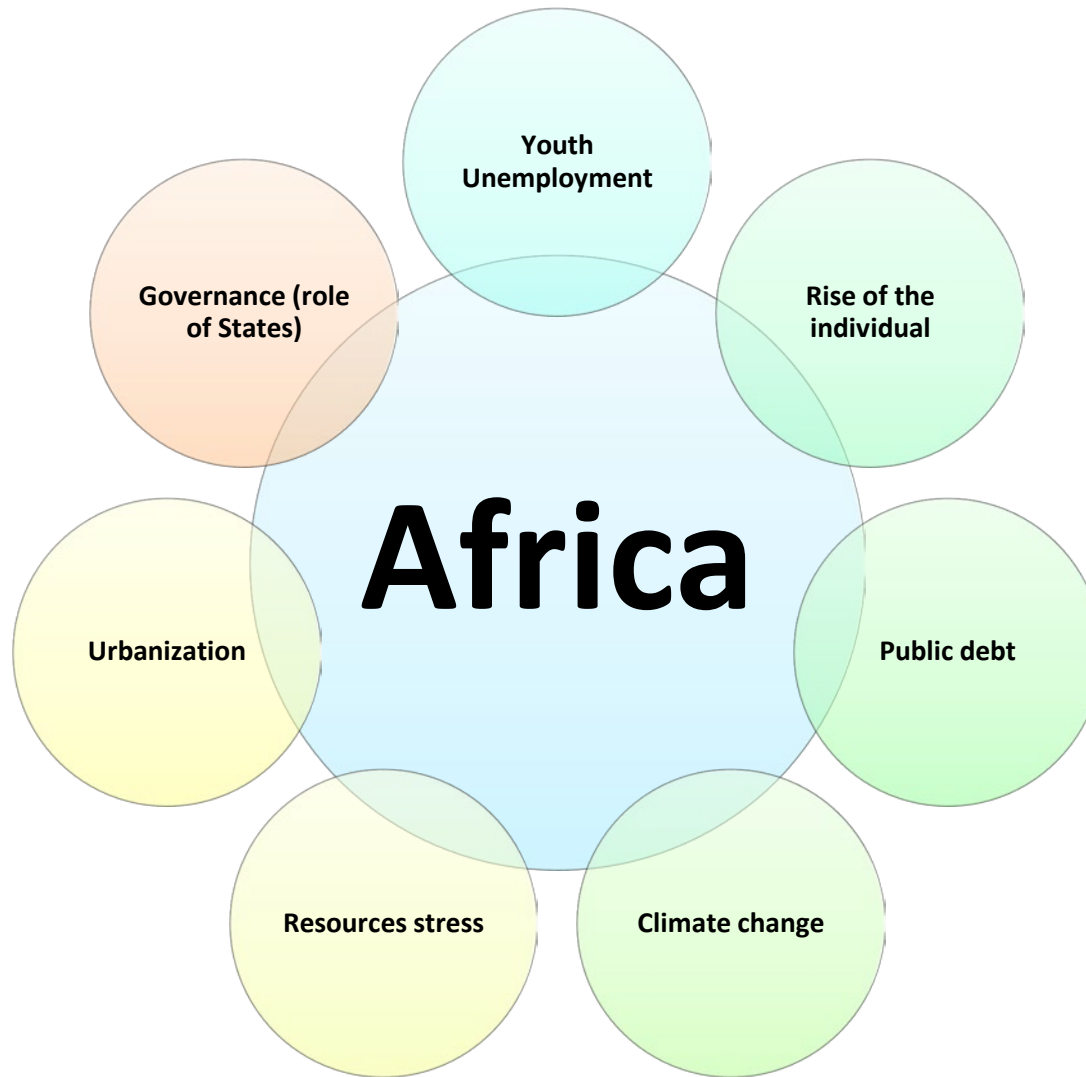 Youth
Unemployment
Rise of the
individual
Public debt
Climate change
Resources stress
Urbanization
Governance (role
of States)
Africa